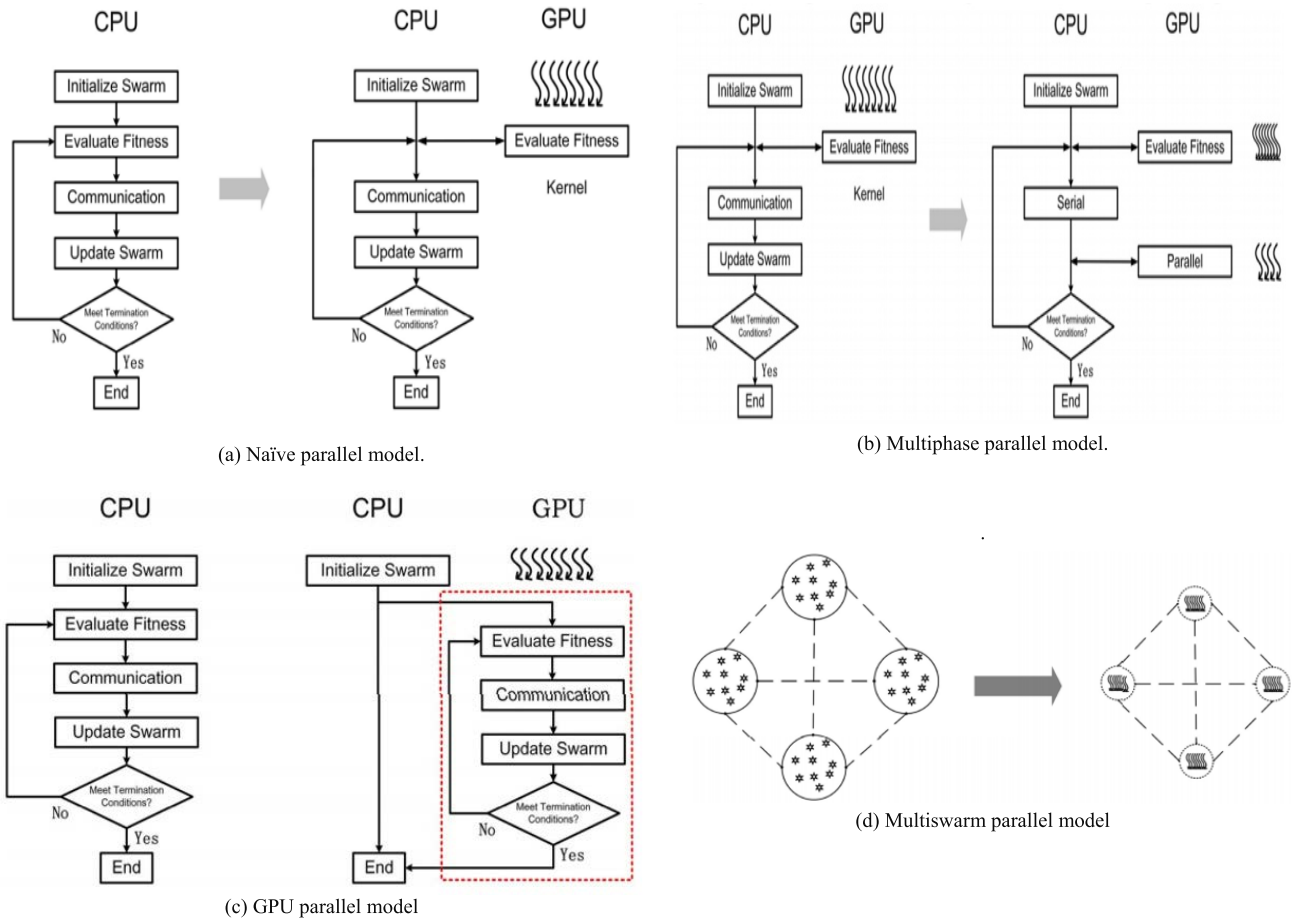 CPU
Initialize Swarm
Evaluate Fitness
Communication
Update Swarm
Meet Termination
Conditions?
No
Yes
End
CPU
GPU
Initialize Swarm
Evaluate Fitness
Kernel
Communication
Update Swarm
Meet Termination
Conditions?
No
Yes
End
(a) Naïve parallel model.
CPU
GPU
Initialize Swarm
Evaluate Fitness
Kernel
Communication
Update Swarm
Meet Termination
Conditions?
No
Yes
End
CPU
GPU
Initialize Swarm
Evaluate Fitness
Serial
Parallel
Meet Termination
Conditions?
No
Yes
End
(b) Multiphase parallel model.
CPU
Initialize Swarm
Evaluate Fitness
Communication
Update Swarm
Meet Termination
Conditions?
No
Yes
End
CPU
GPU
Initialize Swarm
Evaluate Fitness
Communication
Update Swarm
Meet Termination
Conditions?
No
Yes
End
(c) GPU parallel model
(d) Multiswarm parallel model